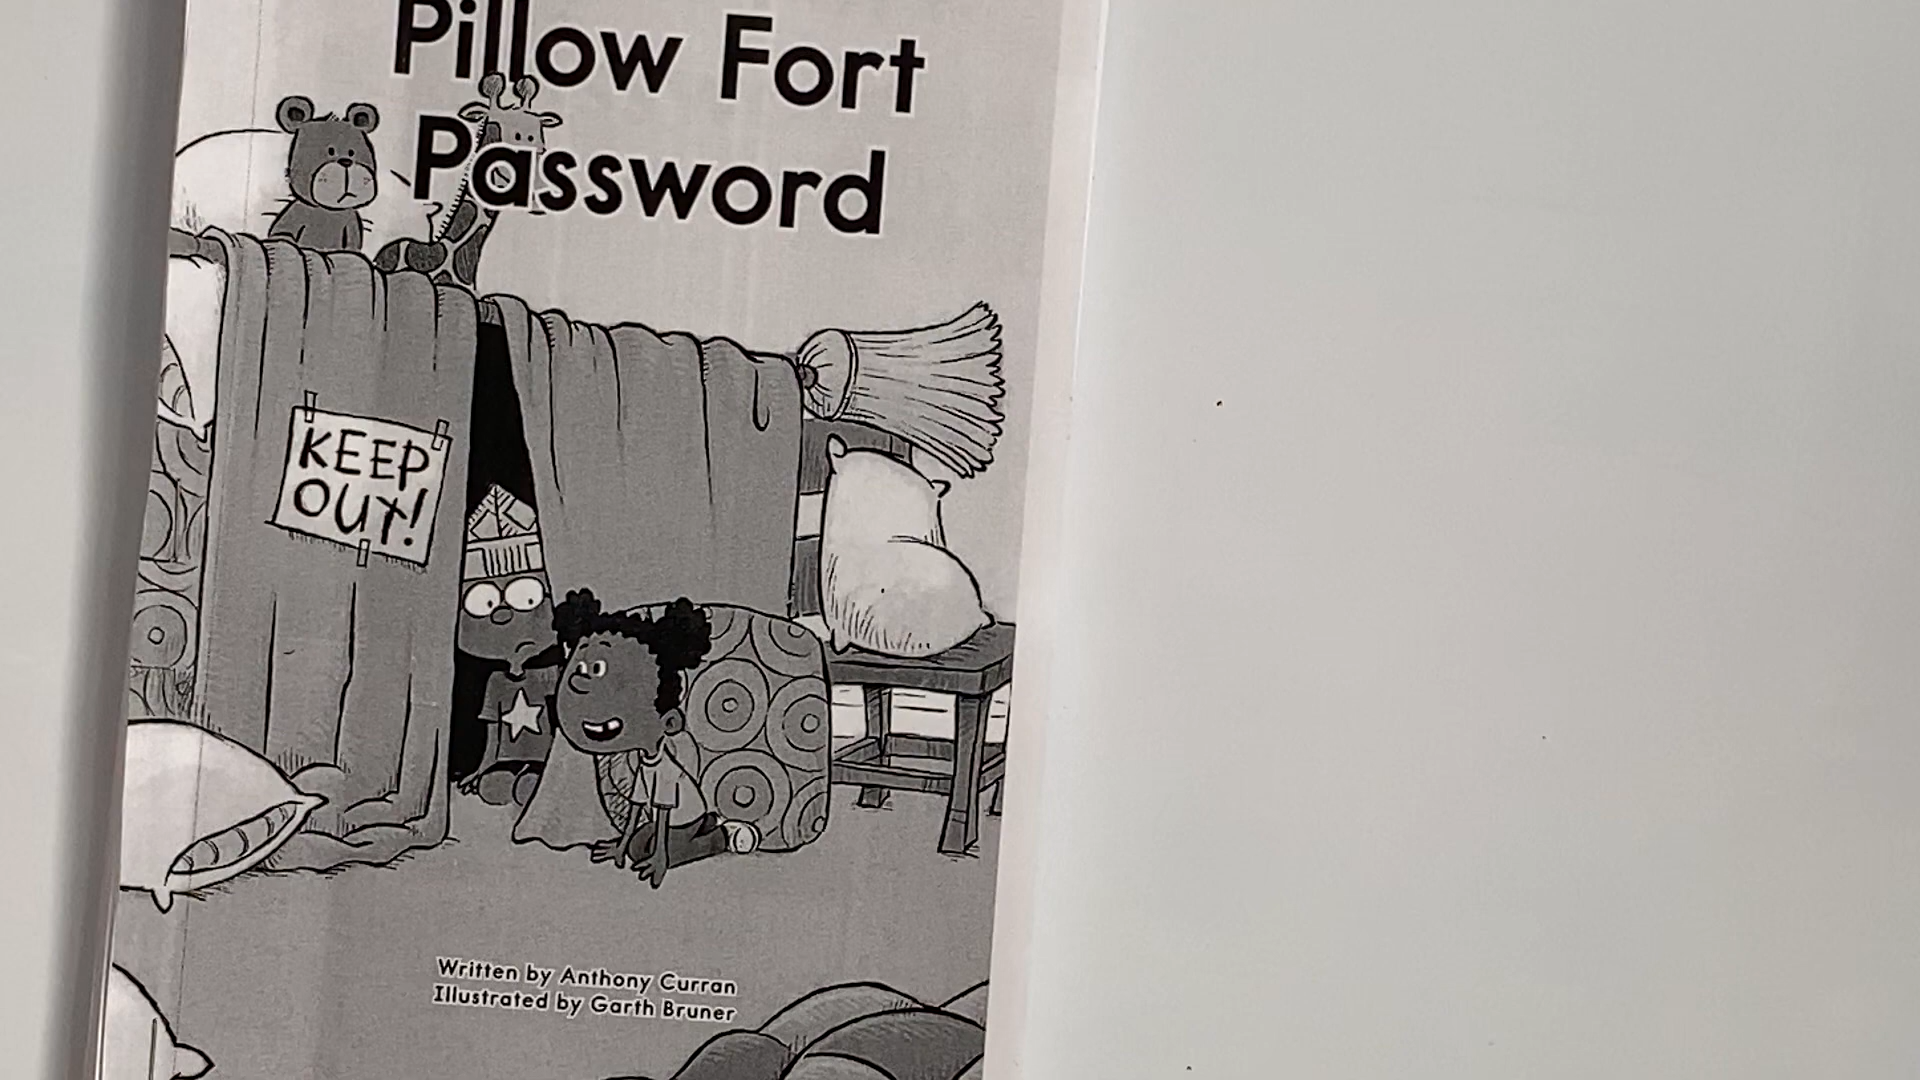 Pillow Fort
Password
KEEP
OUT!
Written by Anthony Curran
Illustrated by Garth Bruner